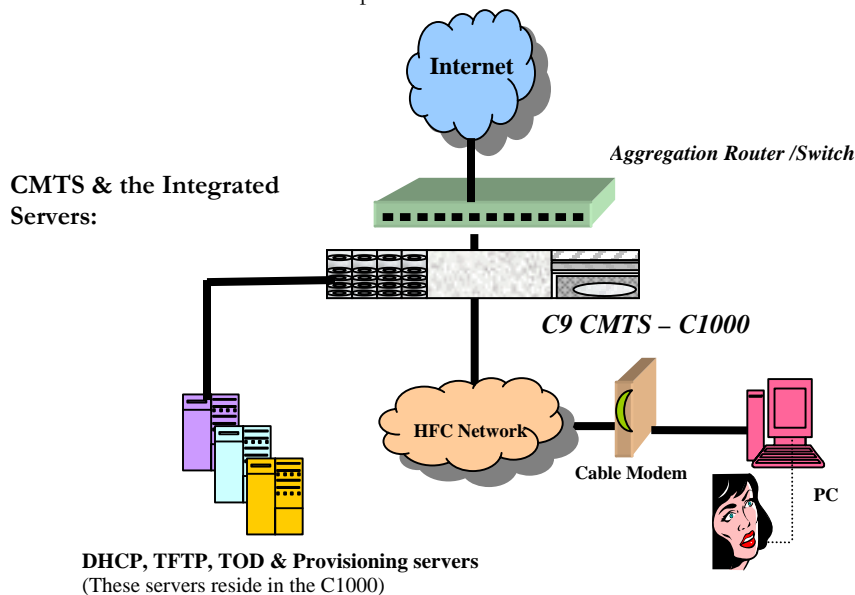 Internet
Aggregation Router /Switch
CMTS & the Integrated
Servers:
C9 CMTS – C1000
HFC Network
Cable Modem
PC
DHCP, TFTP, TOD & Provisioning servers
(These servers reside in the C1000)